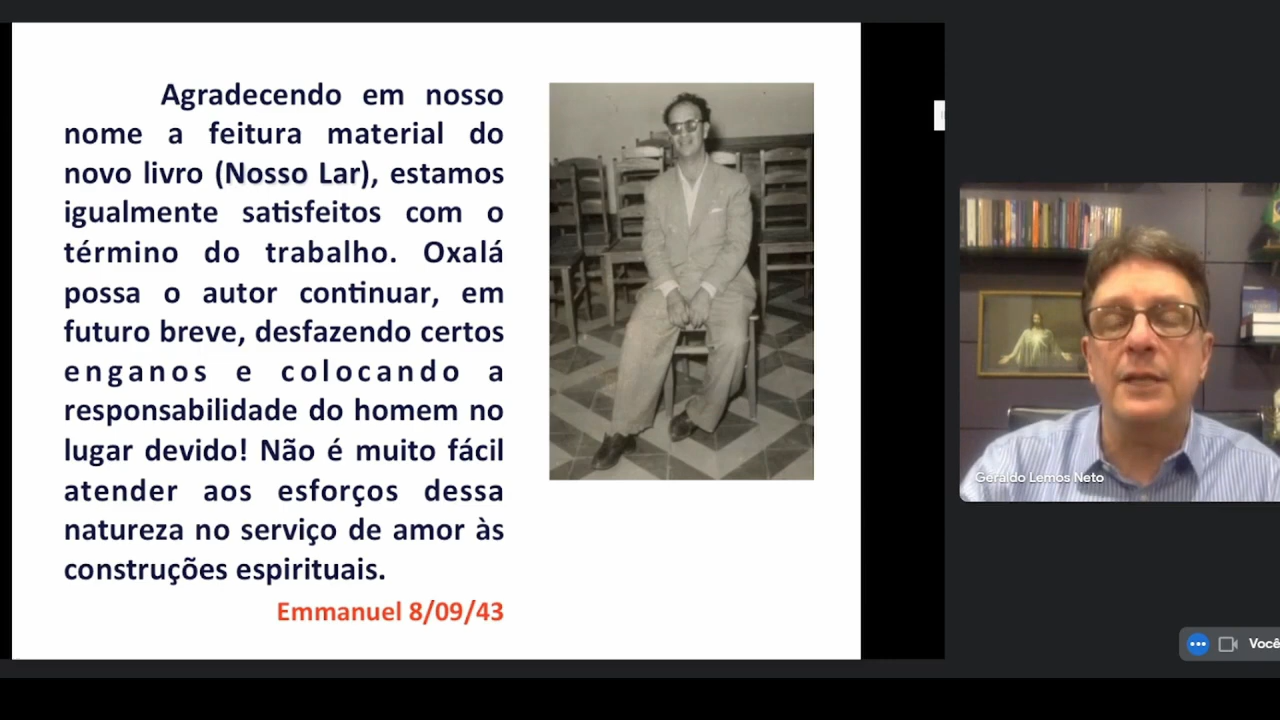 Agradecendo em nosso
nome a feitura material do
novo livro (Nosso Lar), estamos
igualmente satisfeitos com o
término do trabalho. Oxalá
possa o autor continuar, em
futuro breve, desfazendo certos
enganos e colocando a
responsabilidade do homem no
lugar devido! Não é muito fácil
atender aos esforços dessa
natureza no serviço de amor às
construções espirituais.
Emmanuel 8/09/43
Geraldo Lemos Neto
Você